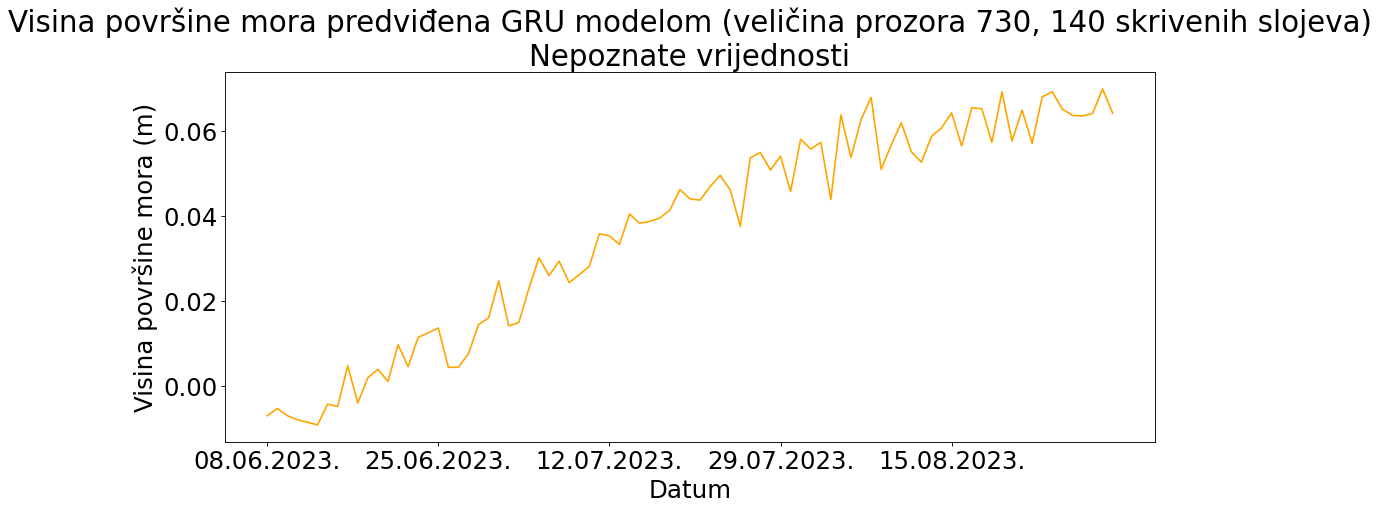 Visina površine mora predviđena GRU modelom (veličina prozora 730, 140 skrivenih slojeva)
Nepoznate vrijednosti
Visina površine mora (m)
0.06
0.04
0.02
0.00
08.06.2023. 25.06.2023. 12.07.2023. 29.07.2023. 15.08.2023.
Datum